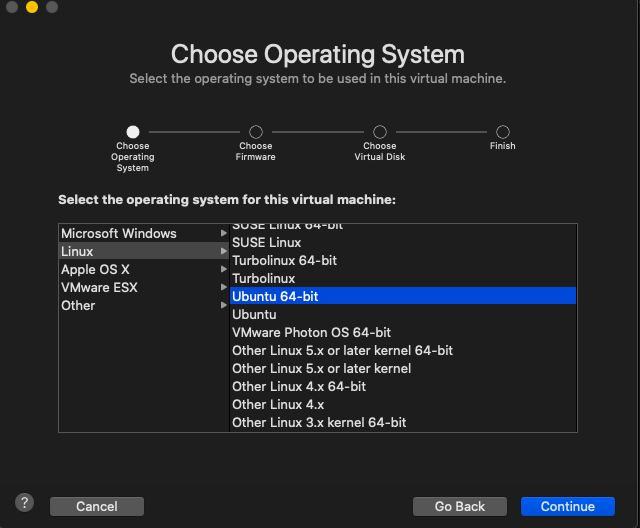 Choose Operating System
Select the operating system to be used in this virtual machine.
Choose
Operating
System
Choose
Firmware
Choose
Virtual Disk
Finish
Select the operating system for this virtual machine:
Microsoft Windows
Linux
Apple OS X
VMware ESX
Other
SUSE Linux 64-bit
SUSE Linux
Turbolinux 64-bit
Turbolinux
Ubuntu 64-bit
Ubuntu
VMware Photon OS 64-bit
Other Linux 5.x or later kernel 64-bit
Other Linux 5.x or later kernel
Other Linux 4.x 64-bit
Other Linux 4.x
Other Linux 3.x kernel 64-bit
?
Cancel
Go Back
Continue